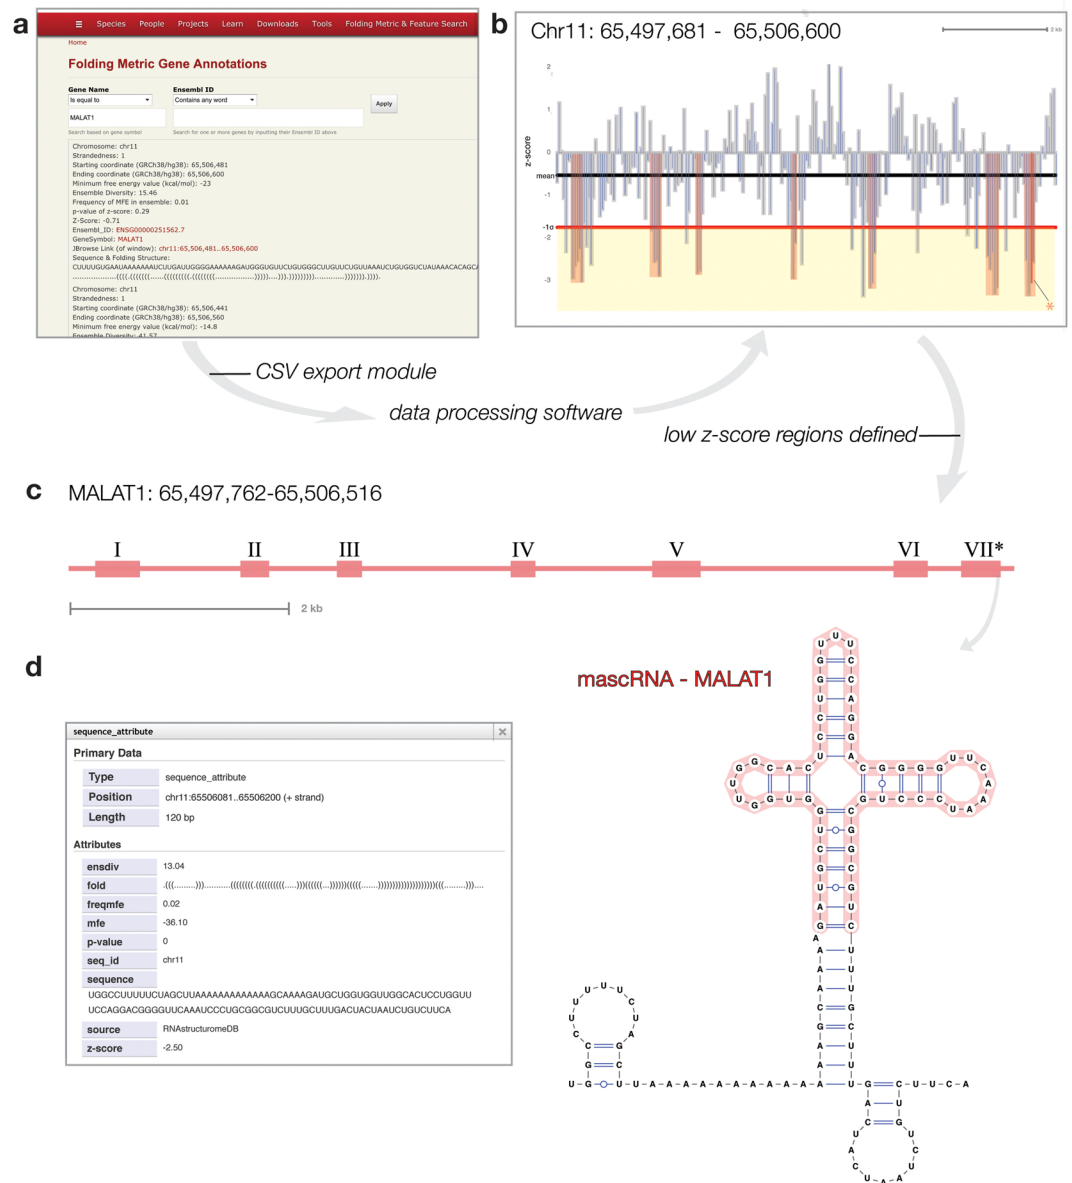 a
☰ Species People Projects Learn Downloads Tools Folding Metric & Feature Search
Home
Folding Metric Gene Annotations
Gene Name Ensembl ID
Is equal to Contains any word Apply
MALAT1
Search based on gene symbol Search for one or more genes by inputting their Ensembl ID above
Chromosome: chr11
Strandedness: 1
Starting coordinate (GRCh38/hg38): 65,506,481
Ending coordinate (GRCh38/hg38): 65,506,600
Minimum free energy value (kcal/mol): -23
Ensemble Diversity: 15.46
Frequency of MFE in ensemble: 0.01
p-value of z-score: 0.29
Z-Score: -0.71
Ensembl_ID: ENSG00000251562.7
GeneSymbol: MALAT1
JBrowse Link (of window): chr11:65,506,481..65,506,600
Sequence & Folding Structure:
Chromosome: chr11
Strandedness: 1
Starting coordinate (GRCh38/hg38): 65,506,441
Ending coordinate (GRCh38/hg38): 65,506,560
Minimum free energy value (kcal/mol): -14.8
Ensemble Diversity: 41.57
b
Chr11: 65,497,681 - 65,506,600
2 kb
z-score
2
1
0
mean
-1
-1σ
-2
-3
*
CSV export module
data processing software
low z-score regions defined
c
MALAT1: 65,497,762-65,506,516
I II III IV V VI VII*
2 kb
d
mascRNA - MALAT1
sequence_attribute ×
Primary Data
Type sequence_attribute
Position chr11:65506081..65506200 (+ strand)
Length 120 bp
Attributes
ensdiv 13.04
fold
freqmfe 0.02
mfe -36.10
p-value 0
seq_id chr11
sequence
UGGCCUUUUUCUAGCUUAAAAAAAAAAAAAGCAAAAGAUGCUGGUGGUUGGCACUCCUGGUU
UCCAGGACGGGGUUCAAAUCCCUGCGGCGUCUUUGCUUUGACUACUAAUCUGUCUUCA
source RNAstructuromeDB
z-score -2.50